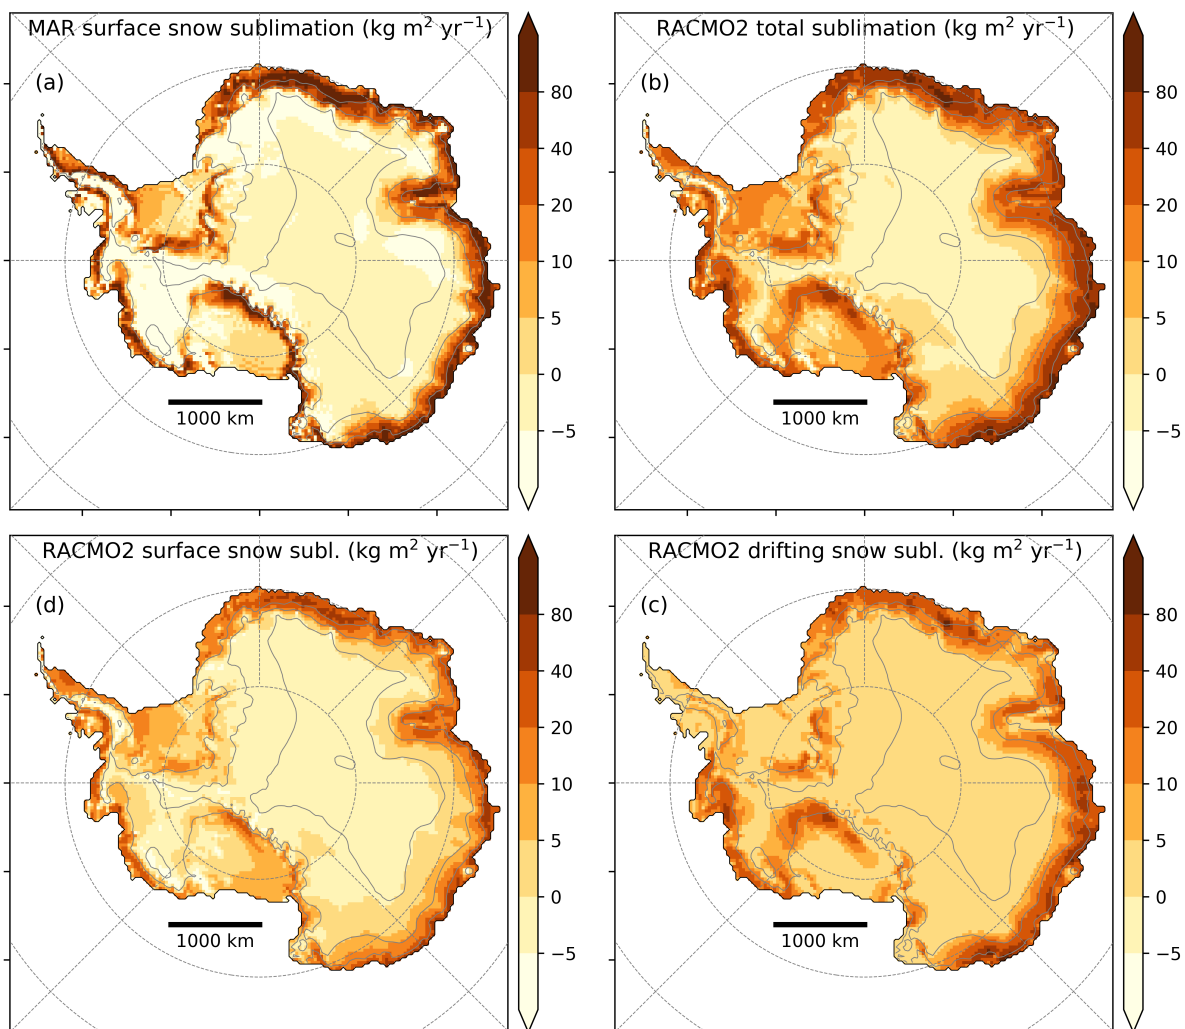 MAR surface snow sublimation (kg m² yr⁻¹)
(a)
80
40
20
10
5
0
−5
1000 km
RACMO2 total sublimation (kg m² yr⁻¹)
(b)
80
40
20
10
5
0
−5
1000 km
RACMO2 surface snow subl. (kg m² yr⁻¹)
(d)
80
40
20
10
5
0
−5
1000 km
RACMO2 drifting snow subl. (kg m² yr⁻¹)
(c)
80
40
20
10
5
0
−5
1000 km